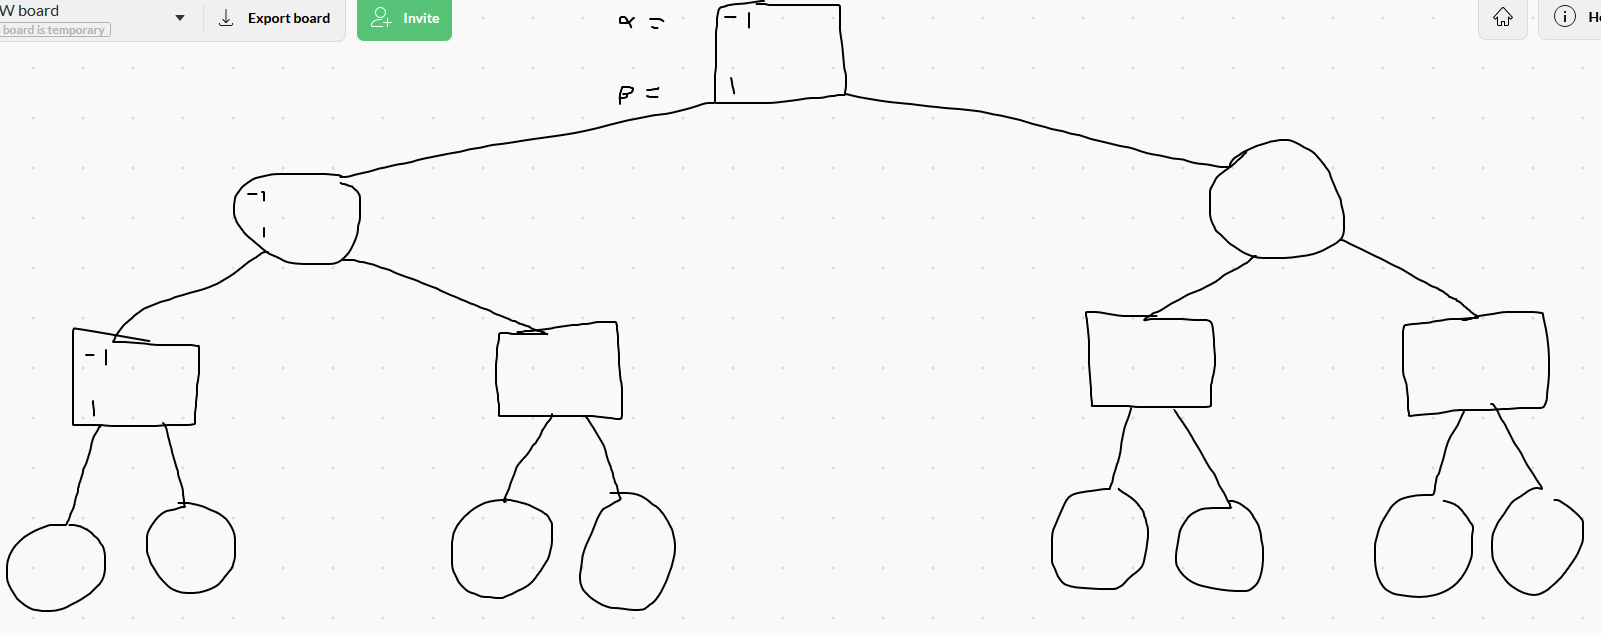 W board
board is temporary
Export board
Invite
α =
-1
β =
1
-1
1
-1
1